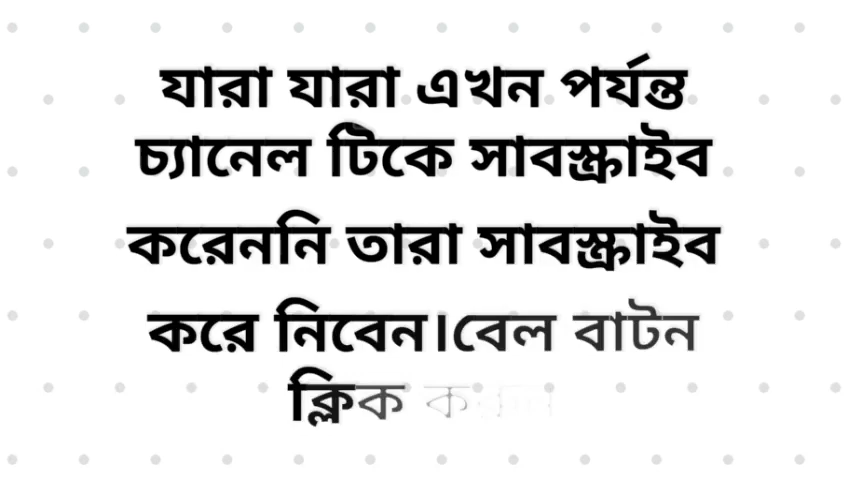 যারা যারা এখন পর্যন্ত
চ্যানেল টিকে সাবস্ক্রাইব
করেননি তারা সাবস্ক্রাইব
করে নিবেন।বেল বাটন
ক্লিক